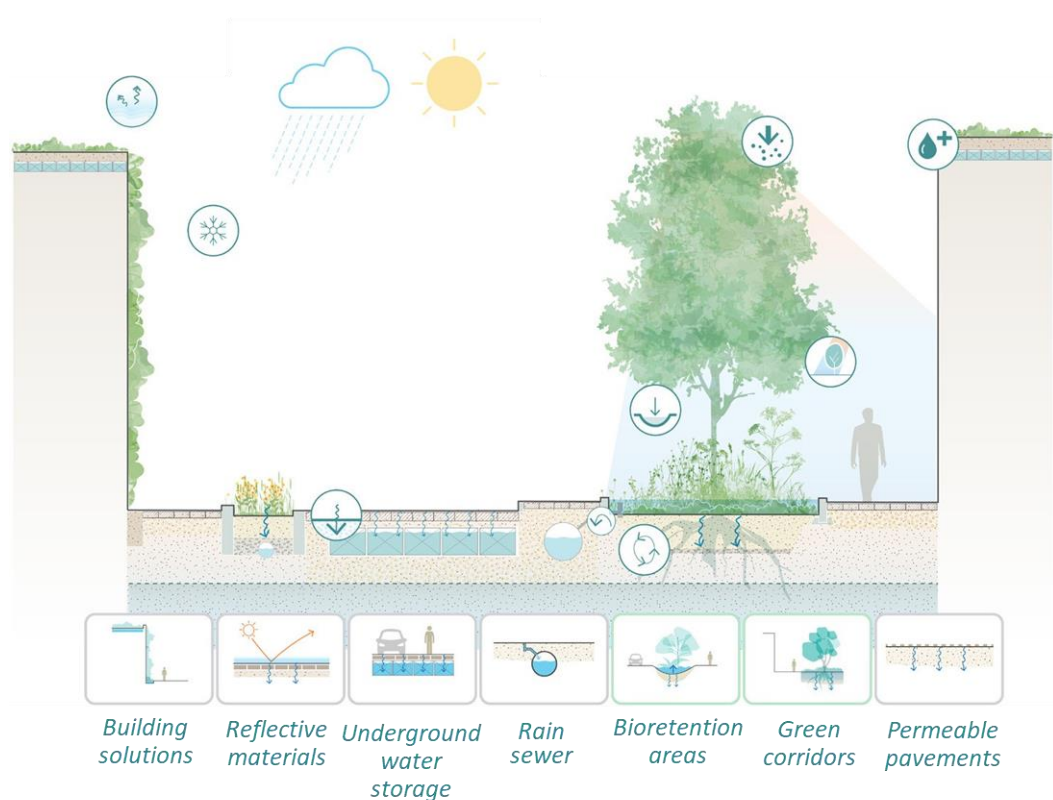 Building
solutions
Reflective
materials
Underground
water
storage
Rain
sewer
Bioretention
areas
Green
corridors
Permeable
pavements